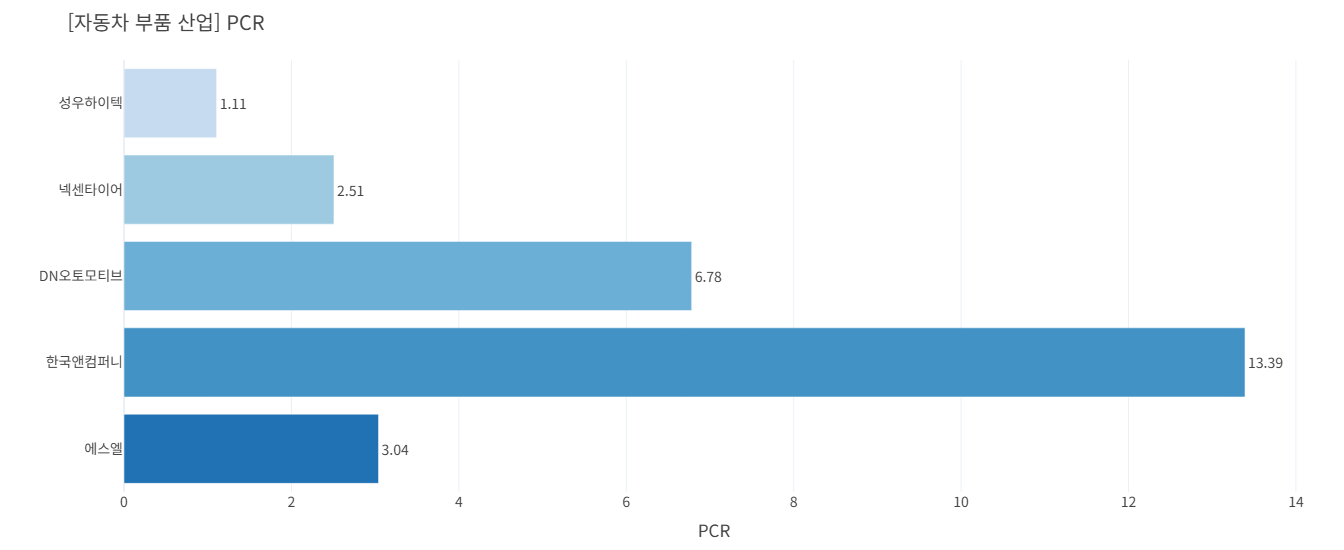 [자동차 부품 산업] PCR
성우하이텍 1.11
넥센타이어 2.51
DN오토모티브 6.78
한국앤컴퍼니 13.39
에스엘 3.04
0 2 4 6 8 10 12 14
PCR